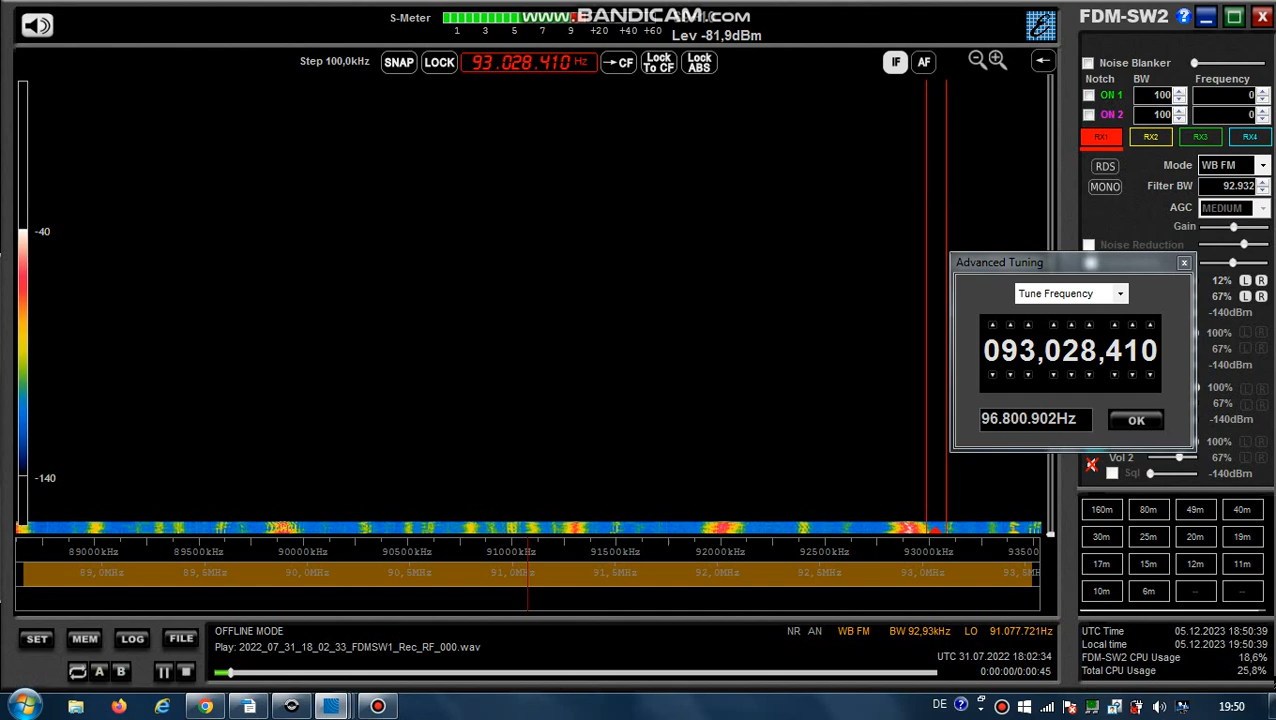 S-Meter
WWW.BANDICAM.COM
1 3 5 7 9 +20 +40 +60
Lev -81,9dBm
FDM-SW2
Step 100,0kHz
SNAP
LOCK
93.028.410 Hz
→CF
Lock To CF
Lock ABS
IF
AF
Noise Blanker
Notch BW Frequency
ON 1 100 0
ON 2 100 0
RX1 RX2 RX3 RX4
RDS
Mode WB FM
MONO
Filter BW 92.932
AGC MEDIUM
Gain
Noise Reduction
-40
-140
Advanced Tuning
x
Tune Frequency
093,028,410
96.800.902Hz
OK
12% L R
67% L R
-140dBm
100% L R
67% L R
-140dBm
100% L R
67% L R
-140dBm
100% L R
Vol 2 67% L R
Sql -140dBm
160m 80m 49m 40m
30m 25m 20m 19m
17m 15m 12m 11m
10m 6m -- --
89000kHz 89500kHz 90000kHz 90500kHz 91000kHz 91500kHz 92000kHz 92500kHz 93000kHz 93500
89,0MHz 89,5MHz 90,0MHz 90,5MHz 91,0MHz 91,5MHz 92,0MHz 92,5MHz 93,0MHz 93,5MH
SET
MEM
LOG
FILE
A B
OFFLINE MODE
NR AN WB FM BW 92,93kHz LO 91.077.721Hz
Play: 2022_07_31_18_02_33_FDMSW1_Rec_RF_000.wav
UTC 31.07.2022 18:02:34
0:00:00/0:00:45
UTC Time 05.12.2023 18:50:39
Local time 05.12.2023 19:50:39
FDM-SW2 CPU Usage 18,6%
Total CPU Usage 25,8%
DE
19:50